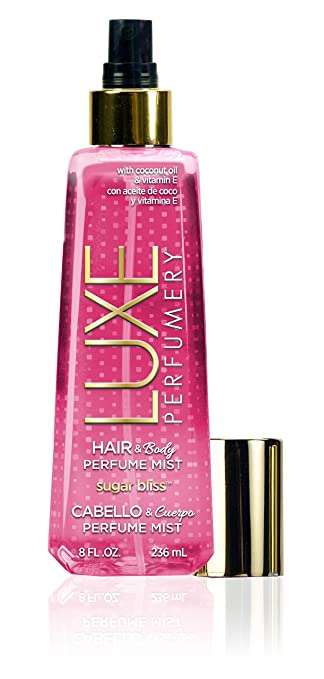 with coconut oil
& vitamin E
con aceite de coco
y vitamina E
LUXE
PERFUMERY
HAIR & Body
PERFUME MIST
sugar bliss™
CABELLO & Cuerpo
PERFUME MIST
8 FL. OZ. 236 mL